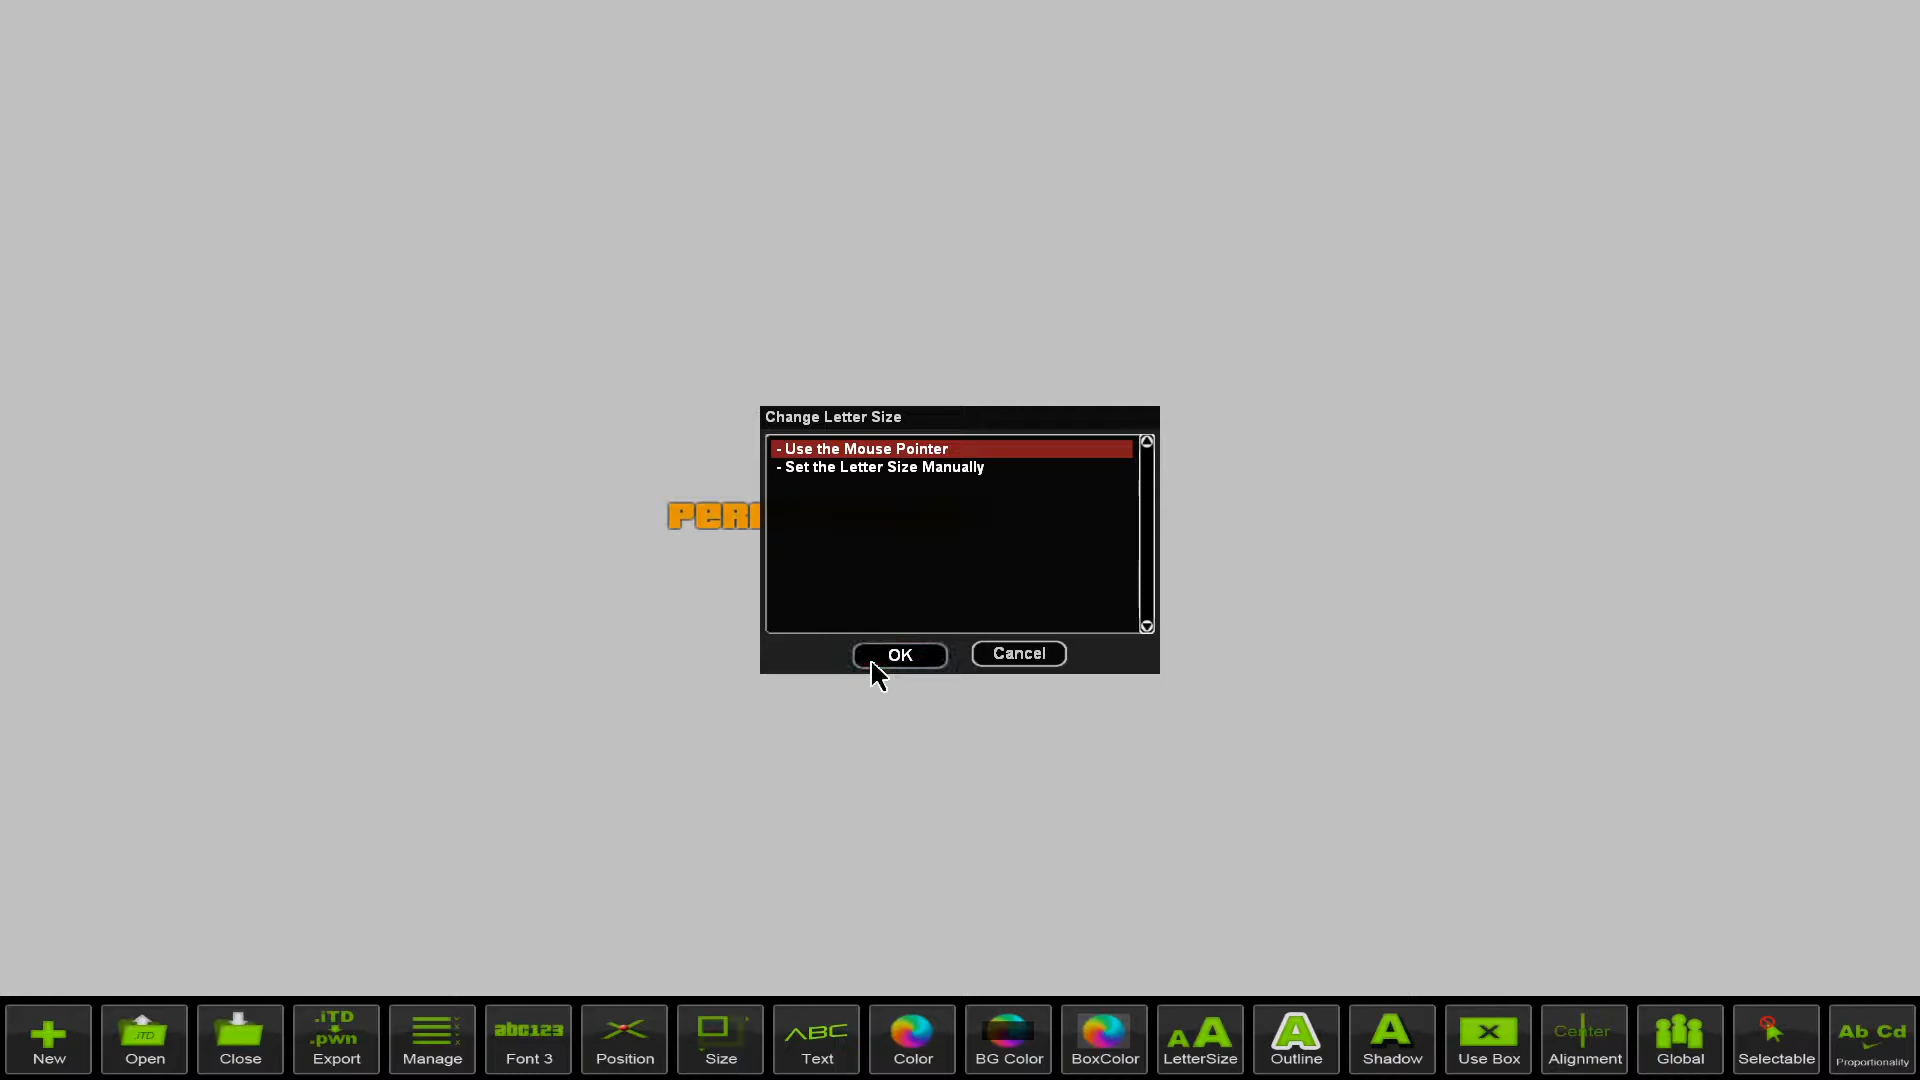 Change Letter Size
- Use the Mouse Pointer
- Set the Letter Size Manually
OK
Cancel
.iTD
.iTD
.pwn
abc123
ABC
AA
A
A
X
Center
Ab Cd
New
Open
Close
Export
Manage
Font 3
Position
Size
Text
Color
BG Color
BoxColor
LetterSize
Outline
Shadow
Use Box
Alignment
Global
Selectable
Proportionality